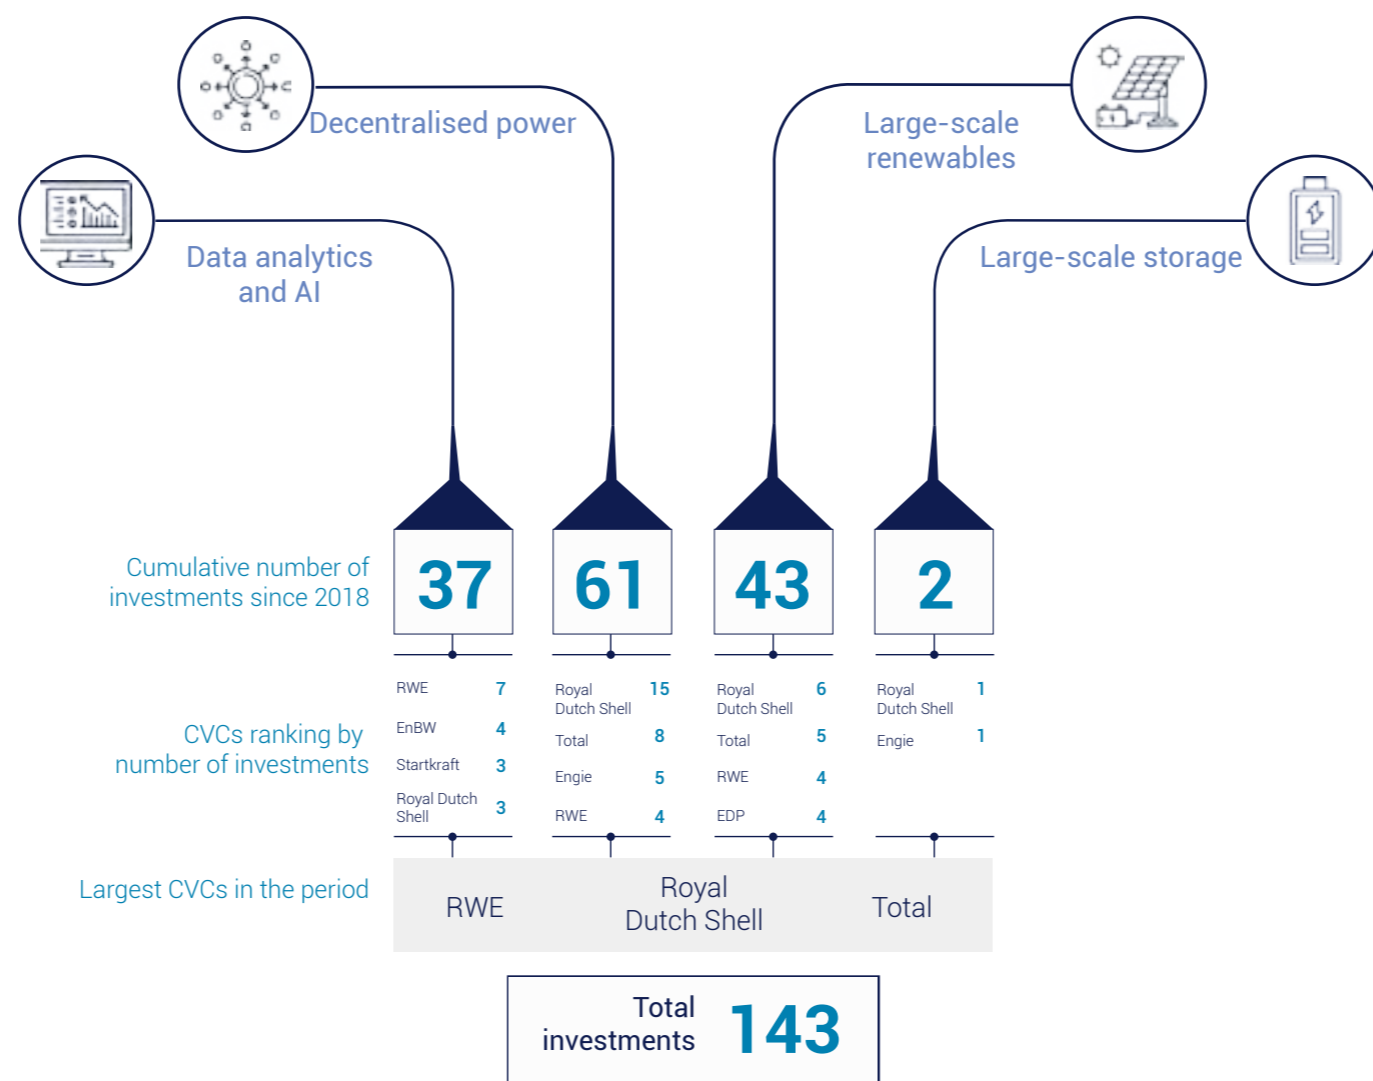 Decentralised power
Large-scale
renewables
Data analytics
and AI
Large-scale storage
Cumulative number of
investments since 2018
37
61
43
2
CVCs ranking by
number of investments
RWE 7
EnBW 4
Startkraft 3
Royal Dutch
Shell 3
Royal 15
Dutch Shell
Total 8
Engie 5
RWE 4
Royal 6
Dutch Shell
Total 5
RWE 4
EDP 4
Royal 1
Dutch Shell
Engie 1
Largest CVCs in the period
RWE
Royal
Dutch Shell
Total
Total
investments
143